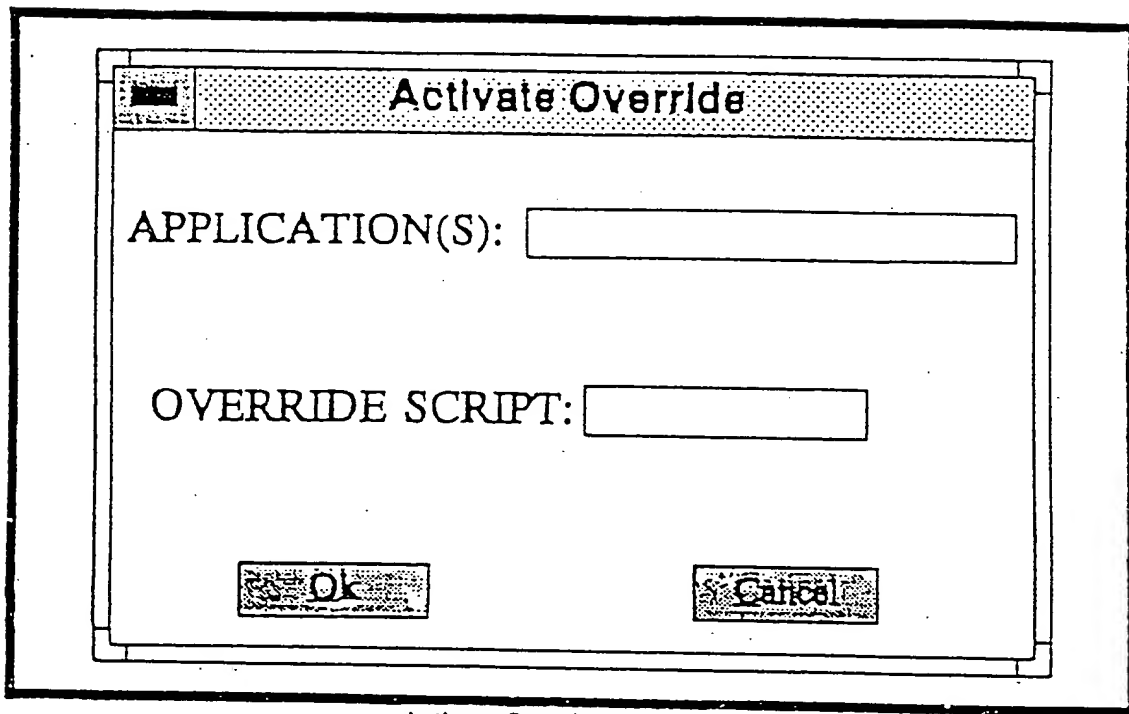 Activate Override
APPLICATION(S):
OVERRIDE SCRIPT:
Ok
Cancel